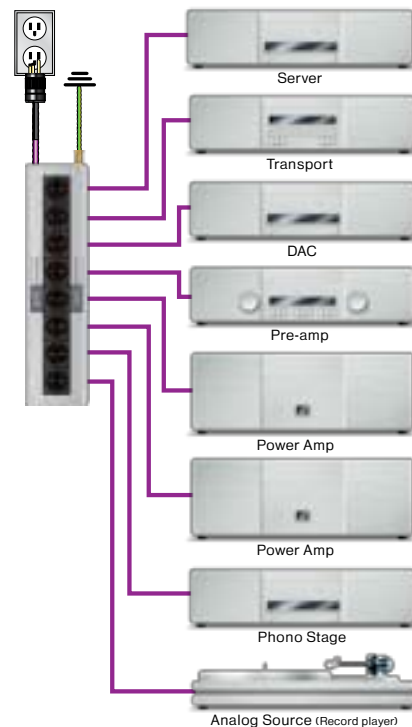 Server
Transport
DAC
Pre-amp
Power Amp
Power Amp
Phono Stage
Analog Source (Record player)